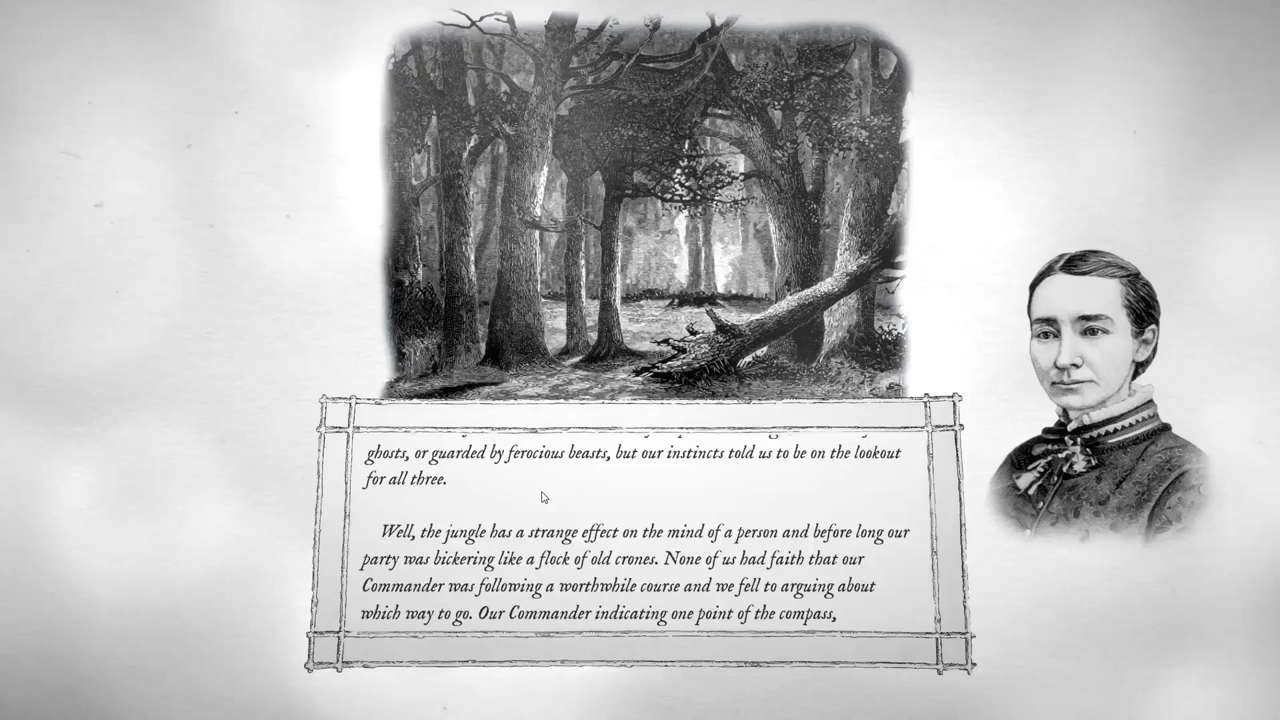 ghosts, or guarded by ferocious beasts, but our instincts told us to be on the lookout
for all three.
Well, the jungle has a strange effect on the mind of a person and before long our
party was bickering like a flock of old crones. None of us had faith that our
Commander was following a worthwhile course and we fell to arguing about
which way to go. Our Commander indicating one point of the compass,